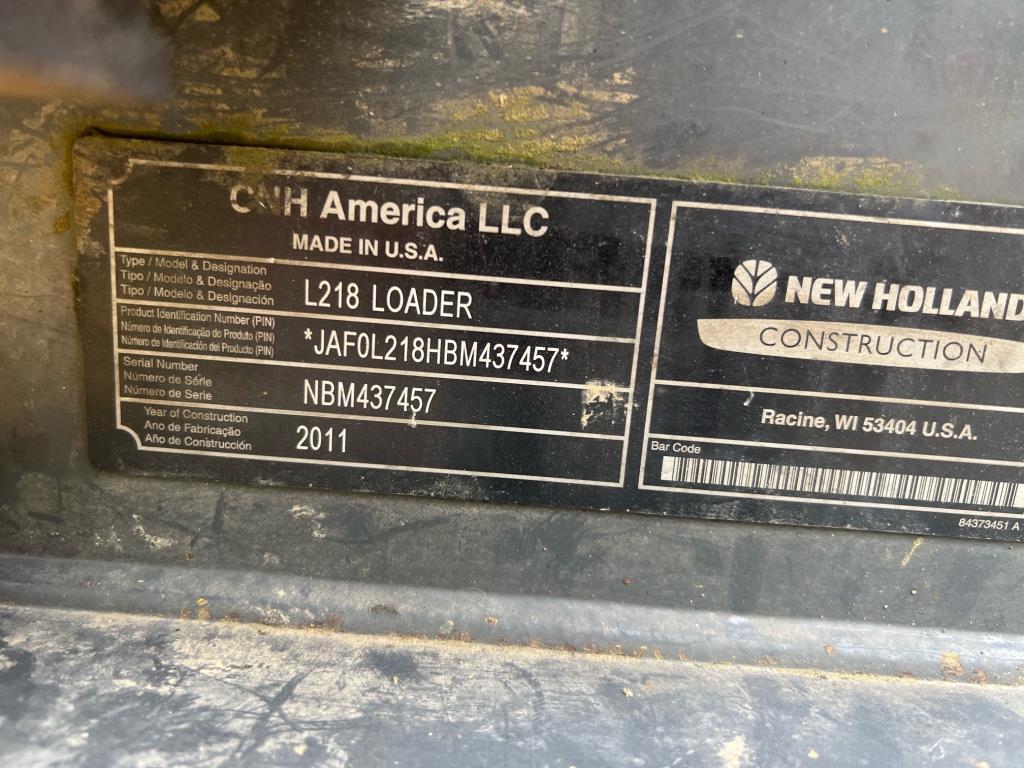 CNH America LLC
MADE IN U.S.A.
Type / Model & Designation
Tipo / Modelo & Designação
Tipo / Modelo & Designación
L218 LOADER
Product Identification Number (PIN)
Número de Identificação do Produto (PIN)
Número de Identificación del Producto (PIN)
*JAF0L218HBM437457*
Serial Number
Número de Série
Número de Serie
NBM437457
Year of Construction
Ano de Fabricação
Año de Construcción
2011
NEW HOLLAND
CONSTRUCTION
Racine, WI 53404 U.S.A.
Bar Code
84373451 A